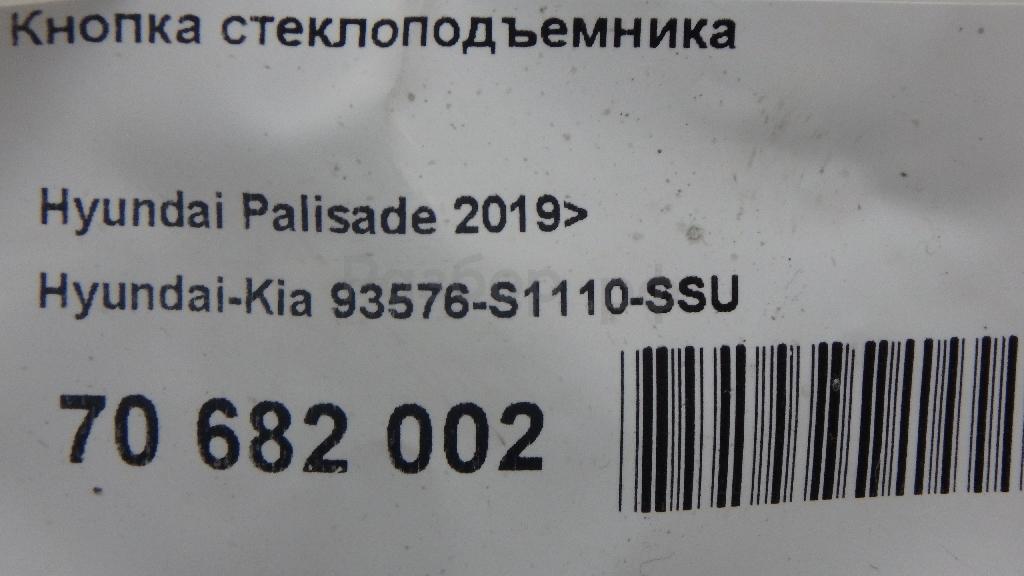 Кнопка стеклоподъемника
Hyundai Palisade 2019>
Hyundai-Kia 93576-S1110-SSU
70 682 002